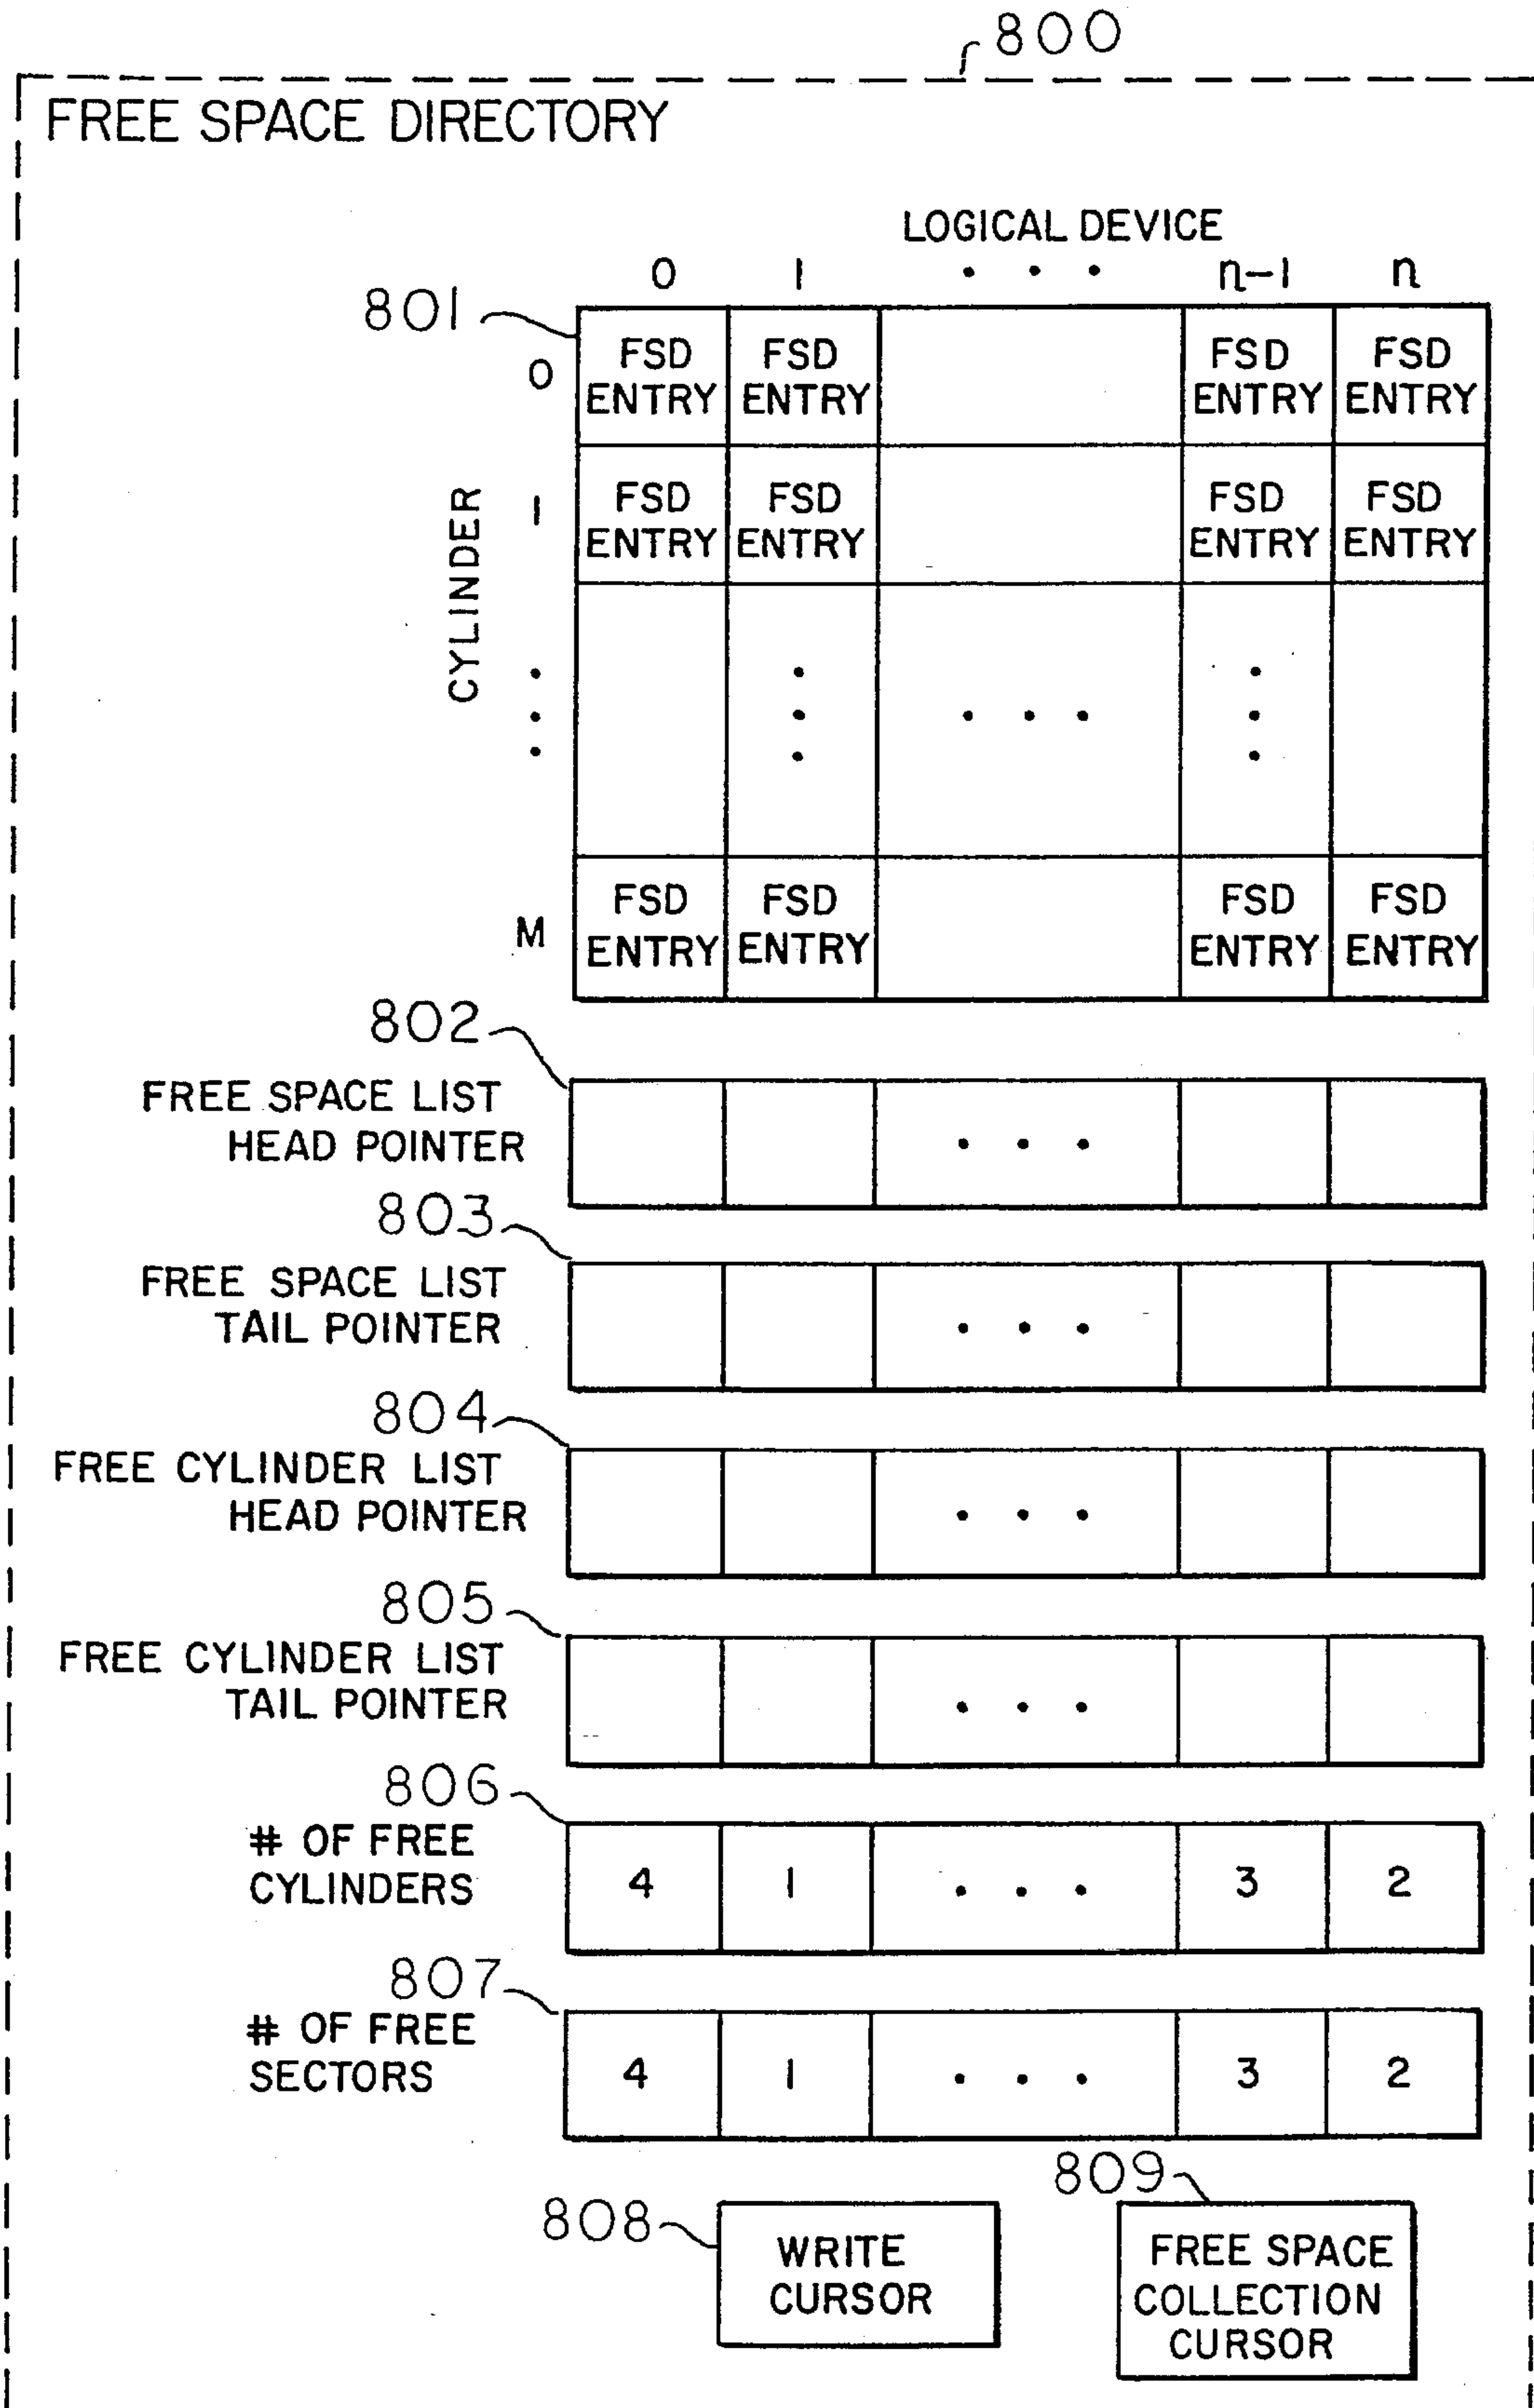 800
FREE SPACE DIRECTORY
LOGICAL DEVICE
0 1 • • • n-1 n
801
0
FSD ENTRY FSD ENTRY FSD ENTRY FSD ENTRY
CYLINDER
1
FSD ENTRY FSD ENTRY FSD ENTRY FSD ENTRY
• • •
M
FSD ENTRY FSD ENTRY FSD ENTRY FSD ENTRY
802
FREE SPACE LIST
HEAD POINTER
• • •
803
FREE SPACE LIST
TAIL POINTER
• • •
804
FREE CYLINDER LIST
HEAD POINTER
• • •
805
FREE CYLINDER LIST
TAIL POINTER
• • •
806
# OF FREE
CYLINDERS
4 1 • • • 3 2
807
# OF FREE
SECTORS
4 1 • • • 3 2
808
WRITE
CURSOR
809
FREE SPACE
COLLECTION
CURSOR